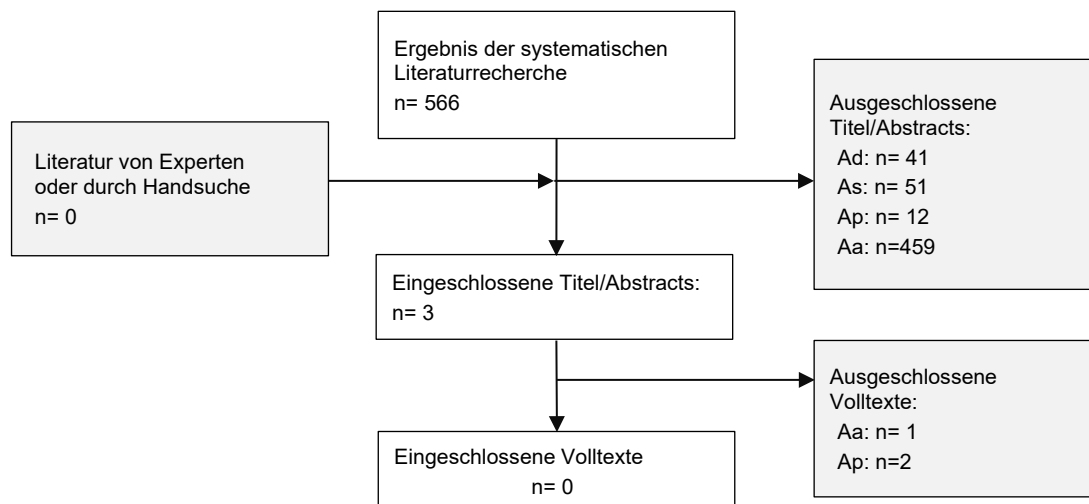 Ergebnis der systematischen
Literaturrecherche
n= 566
Literatur von Experten
oder durch Handsuche
n= 0
Ausgeschlossene
Titel/Abstracts:
Ad: n= 41
As: n= 51
Ap: n= 12
Aa: n=459
Eingeschlossene Titel/Abstracts:
n= 3
Ausgeschlossene
Volltexte:
Aa: n= 1
Ap: n=2
Eingeschlossene Volltexte
n= 0